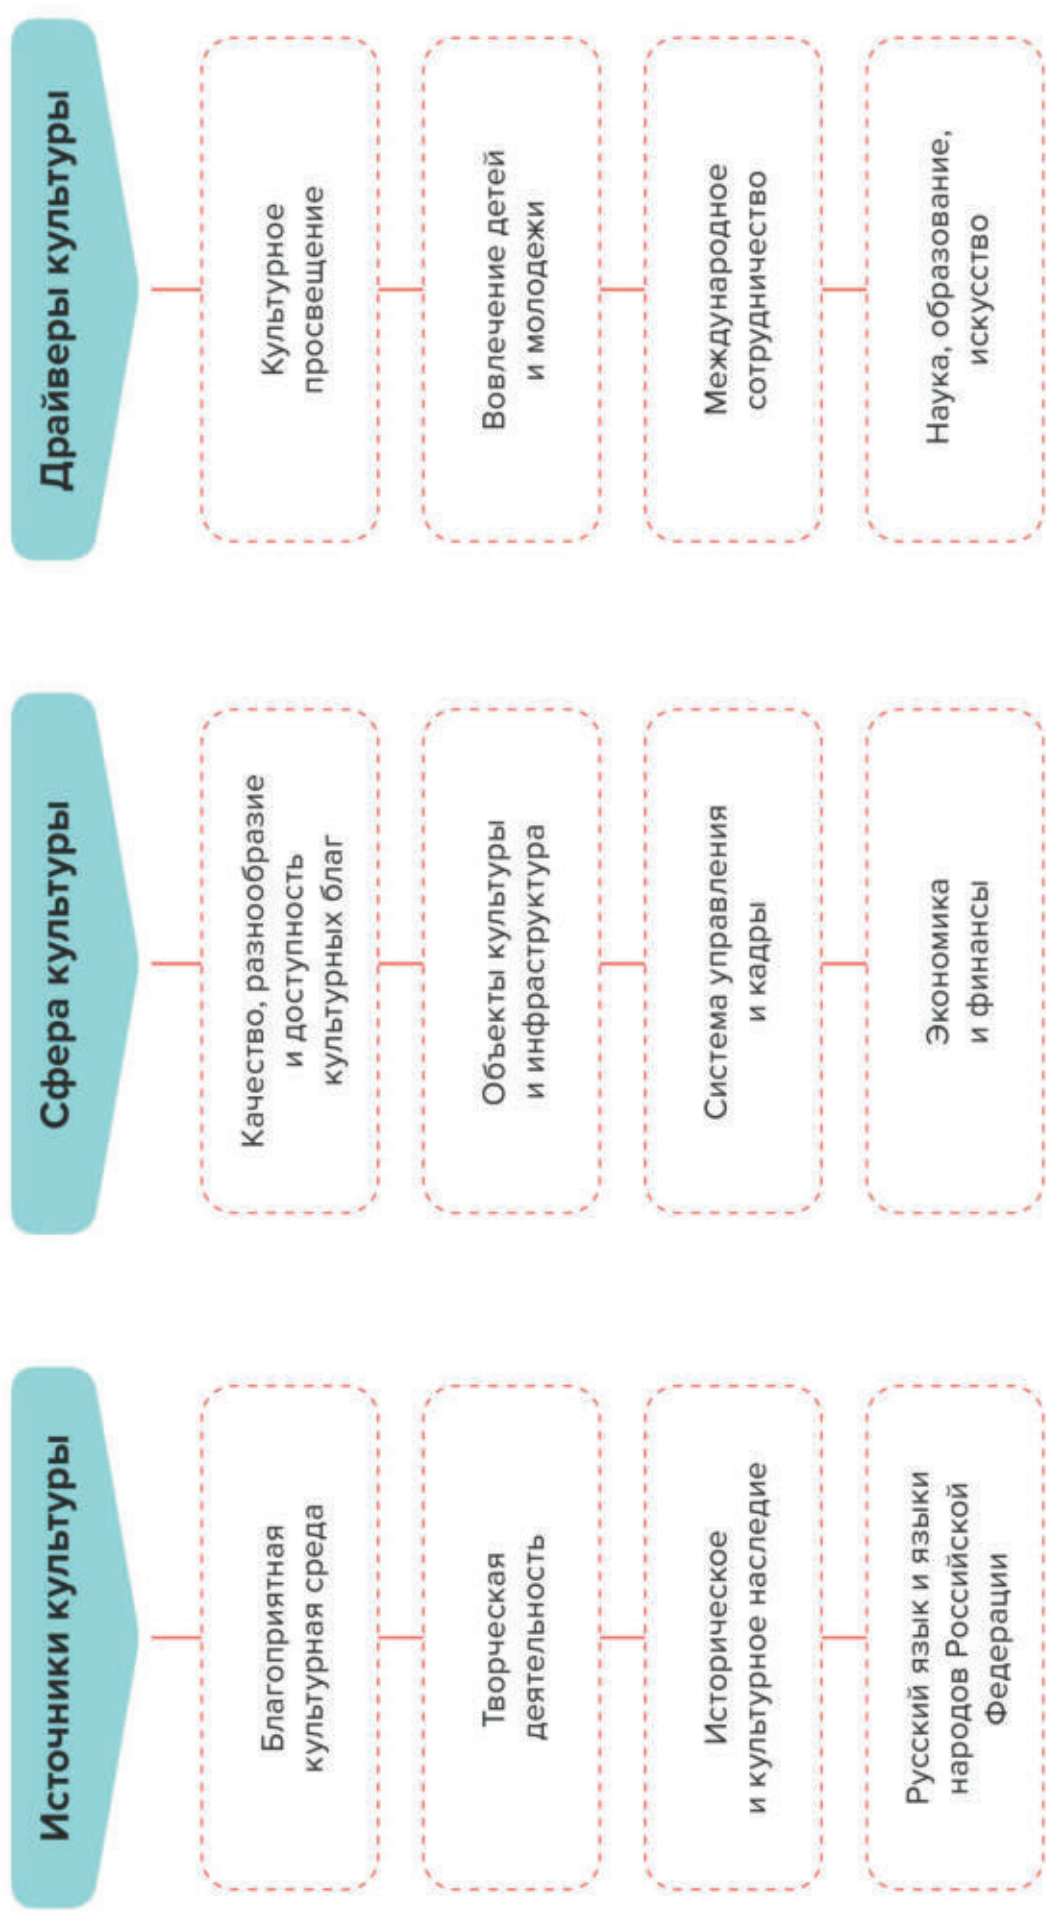 Источники культуры
Благоприятная
культурная среда
Творческая
деятельность
Историческое
и культурное наследие
Русский язык и языки
народов Российской
Федерации
Сфера культуры
Качество, разнообразие
и доступность
культурных благ
Объекты культуры
и инфраструктура
Система управления
и кадры
Экономика
и финансы
Драйверы культуры
Культурное
просвещение
Вовлечение детей
и молодежи
Международное
сотрудничество
Наука, образование,
искусство